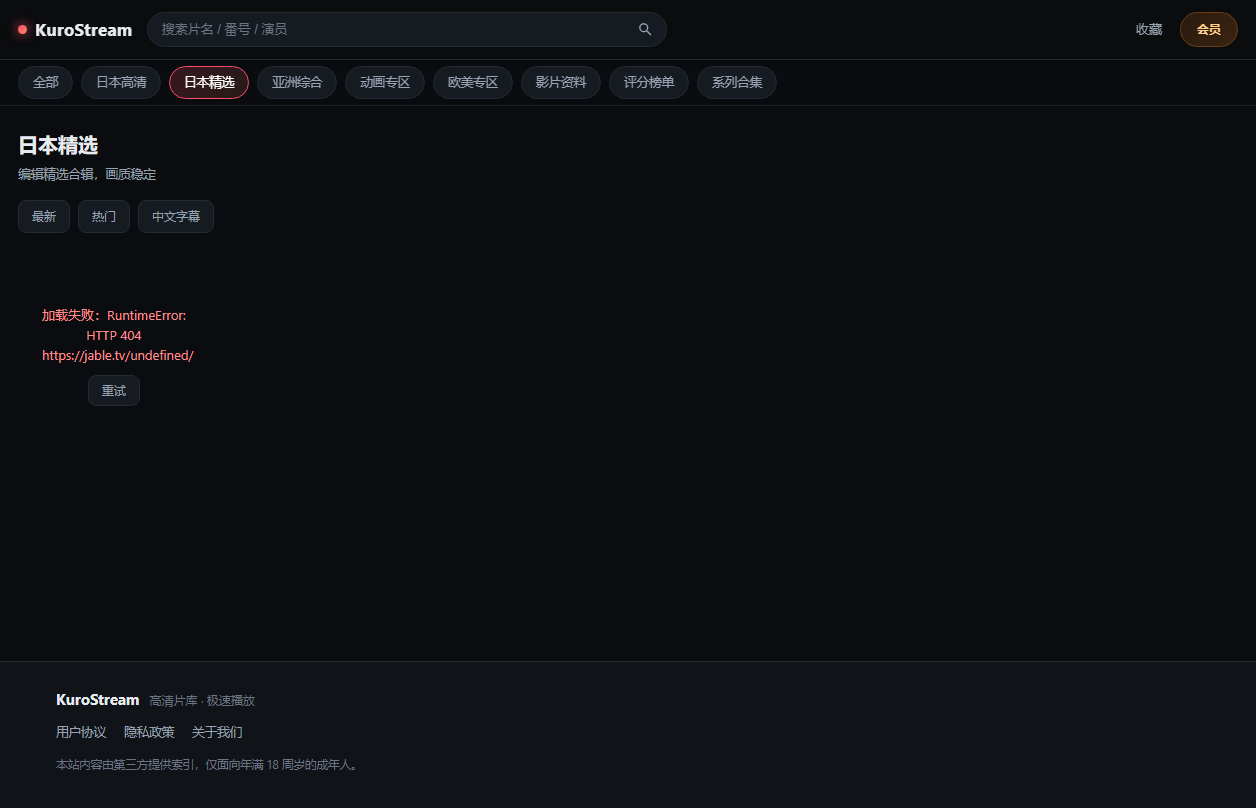 KuroStream
搜索片名 / 番号 / 演员
收藏
会员
全部
日本高清
日本精选
亚洲综合
动画专区
欧美专区
影片资料
评分榜单
系列合集
日本精选
编辑精选合辑，画质稳定
最新
热门
中文字幕
加载失败：RuntimeError:
HTTP 404
https://jable.tv/undefined/
重试
KuroStream 高清片库 · 极速播放
用户协议 隐私政策 关于我们
本站内容由第三方提供索引，仅面向年满 18 周岁的成年人。